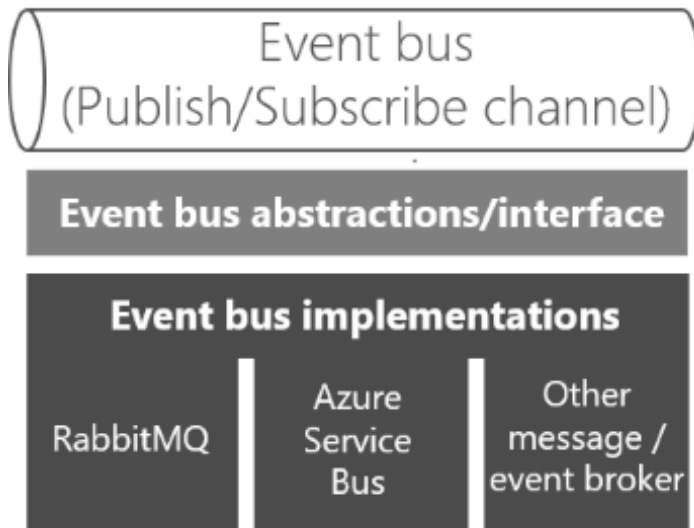 Event bus
(Publish/Subscribe channel)
Event bus abstractions/interface
Event bus implementations
RabbitMQ
Azure
Service
Bus
Other
message /
event broker